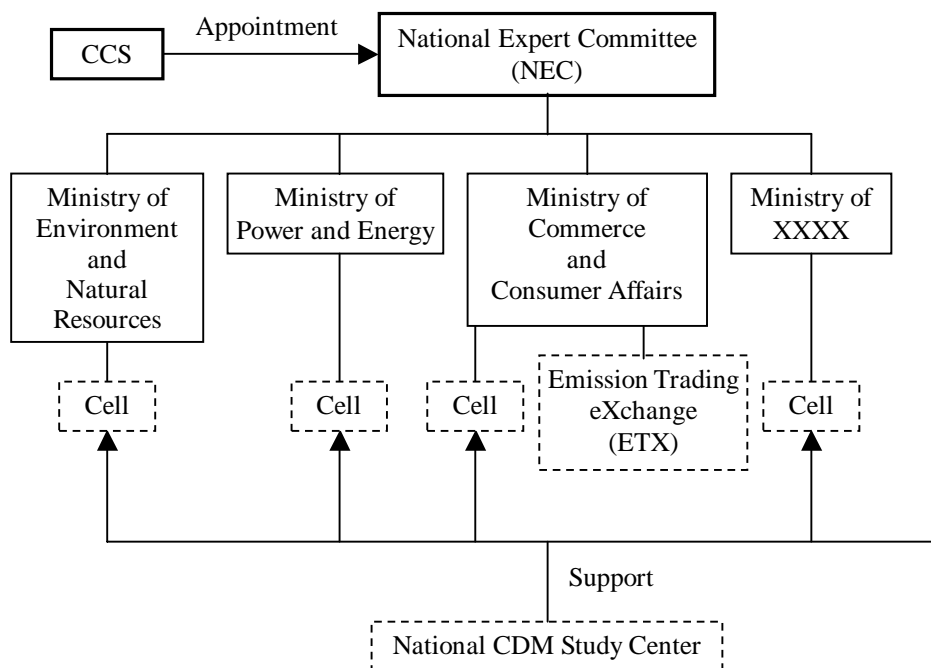 Appointment
CCS
National Expert Committee
(NEC)
Ministry of
Environment
and
Natural
Resources
Ministry of
Power and Energy
Ministry of
Commerce
and
Consumer Affairs
Ministry of
XXXX
Cell
Cell
Cell
Emission Trading
eXchange
(ETX)
Cell
Support
National CDM Study Center